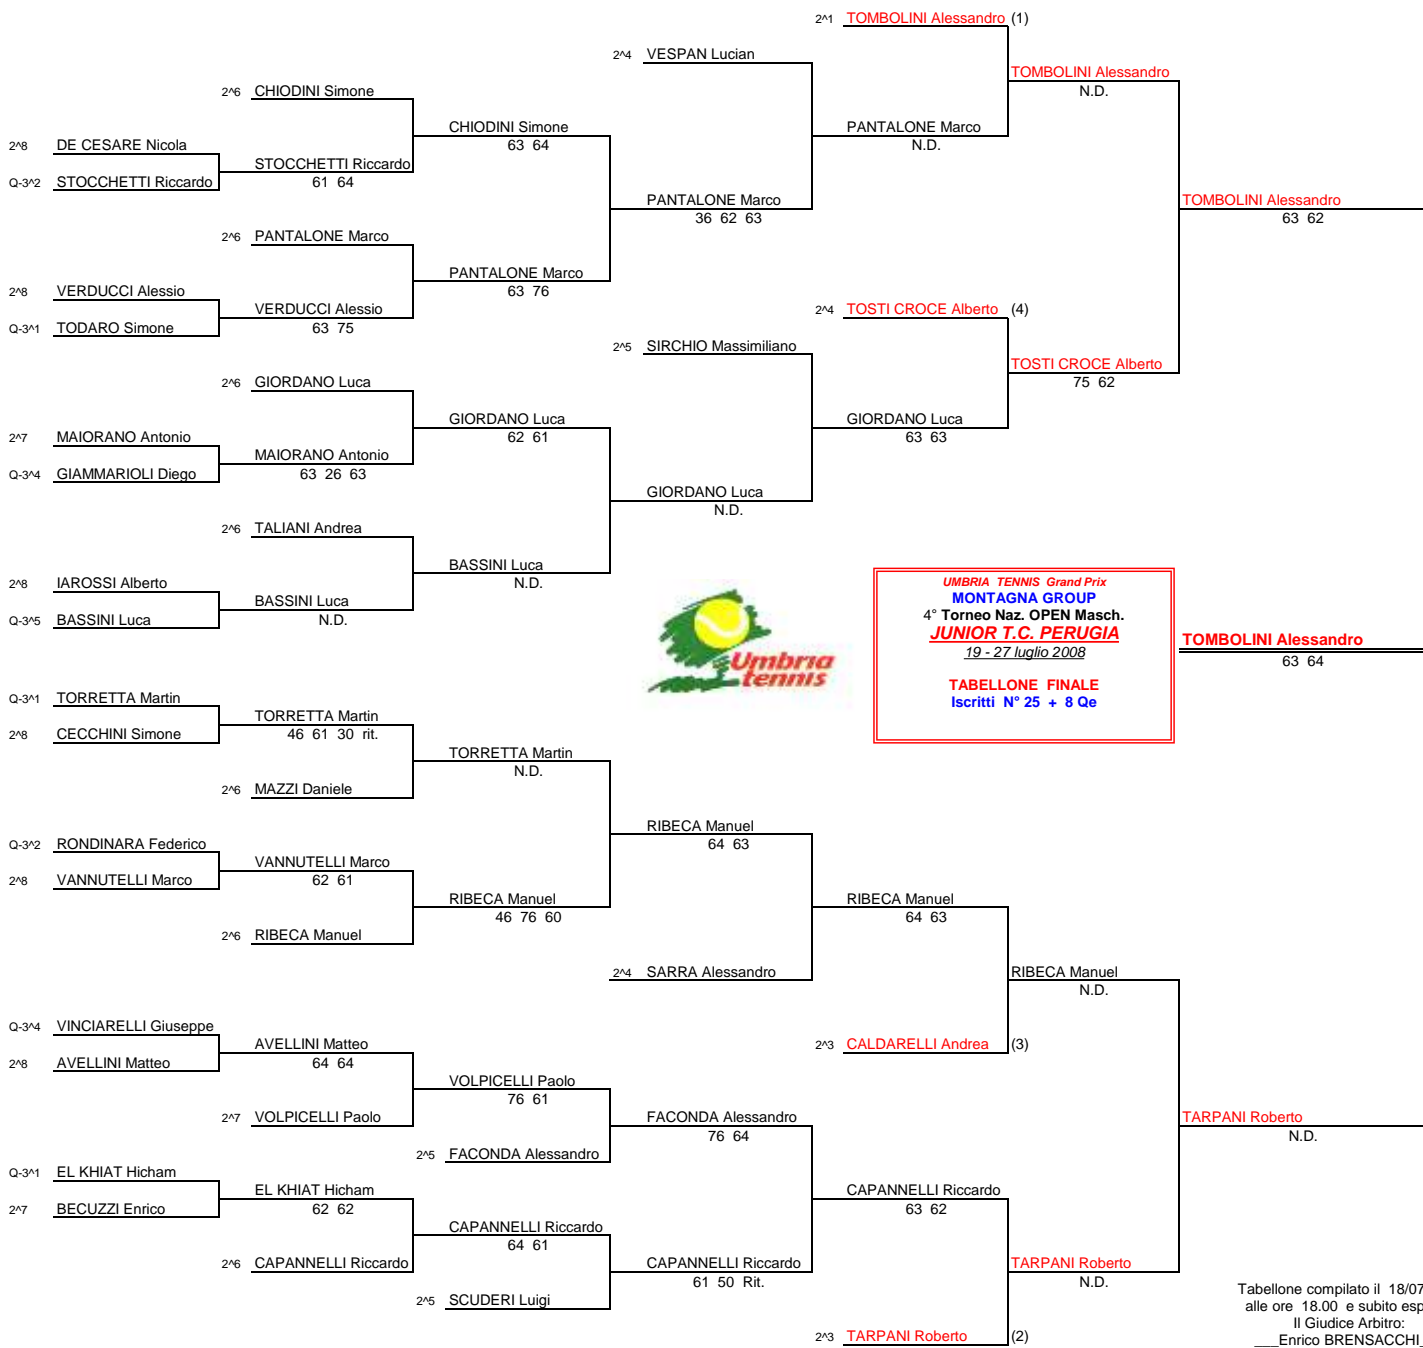 2^1 TOMBOLINI Alessandro (1)
2^4 VESPAN Lucian
TOMBOLINI Alessandro
N.D.
2^6 CHIODINI Simone
CHIODINI Simone
63 64
PANTALONE Marco
N.D.
2^8 DE CESARE Nicola
STOCCHETTI Riccardo
61 64
Q-3^2 STOCCHETTI Riccardo
PANTALONE Marco
36 62 63
TOMBOLINI Alessandro
63 62
2^6 PANTALONE Marco
PANTALONE Marco
63 76
2^8 VERDUCCI Alessio
VERDUCCI Alessio
63 75
Q-3^1 TODARO Simone
2^4 TOSTI CROCE Alberto (4)
2^5 SIRCHIO Massimiliano
TOSTI CROCE Alberto
75 62
2^6 GIORDANO Luca
GIORDANO Luca
62 61
GIORDANO Luca
63 63
2^7 MAIORANO Antonio
MAIORANO Antonio
63 26 63
Q-3^4 GIAMMARIOLI Diego
GIORDANO Luca
N.D.
2^6 TALIANI Andrea
BASSINI Luca
N.D.
2^8 IAROSSI Alberto
BASSINI Luca
N.D.
Q-3^5 BASSINI Luca
Umbria
tennis
UMBRIA TENNIS Grand Prix
MONTAGNA GROUP
4° Torneo Naz. OPEN Masch.
JUNIOR T.C. PERUGIA
19 - 27 luglio 2008
TABELLONE FINALE
Iscritti N° 25 + 8 Qe
TOMBOLINI Alessandro
63 64
Q-3^1 TORRETTA Martin
TORRETTA Martin
46 61 30 rit.
2^8 CECCHINI Simone
TORRETTA Martin
N.D.
2^6 MAZZI Daniele
RIBECA Manuel
64 63
Q-3^2 RONDINARA Federico
VANNUTELLI Marco
62 61
2^8 VANNUTELLI Marco
RIBECA Manuel
46 76 60
RIBECA Manuel
64 63
2^6 RIBECA Manuel
2^4 SARRA Alessandro
RIBECA Manuel
N.D.
Q-3^4 VINCIARELLI Giuseppe
AVELLINI Matteo
64 64
2^3 CALDARELLI Andrea (3)
2^8 AVELLINI Matteo
VOLPICELLI Paolo
76 61
2^7 VOLPICELLI Paolo
FACONDA Alessandro
76 64
TARPANI Roberto
N.D.
2^5 FACONDA Alessandro
Q-3^1 EL KHIAT Hicham
EL KHIAT Hicham
62 62
CAPANNELLI Riccardo
63 62
2^7 BECUZZI Enrico
CAPANNELLI Riccardo
64 61
2^6 CAPANNELLI Riccardo
CAPANNELLI Riccardo
61 50 Rit.
TARPANI Roberto
N.D.
2^5 SCUDERI Luigi
2^3 TARPANI Roberto (2)
Tabellone compilato il 18/07
alle ore 18.00 e subito esp
Il Giudice Arbitro:
___Enrico BRENSACCHI_